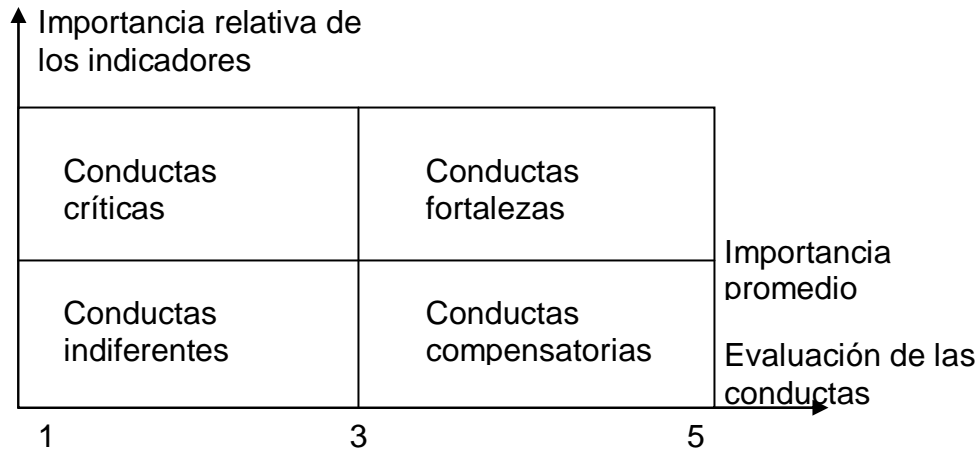 Importancia relativa de
los indicadores
Conductas
críticas
Conductas
fortalezas
Importancia
promedio
Conductas
indiferentes
Conductas
compensatorias
Evaluación de las
conductas
1
3
5